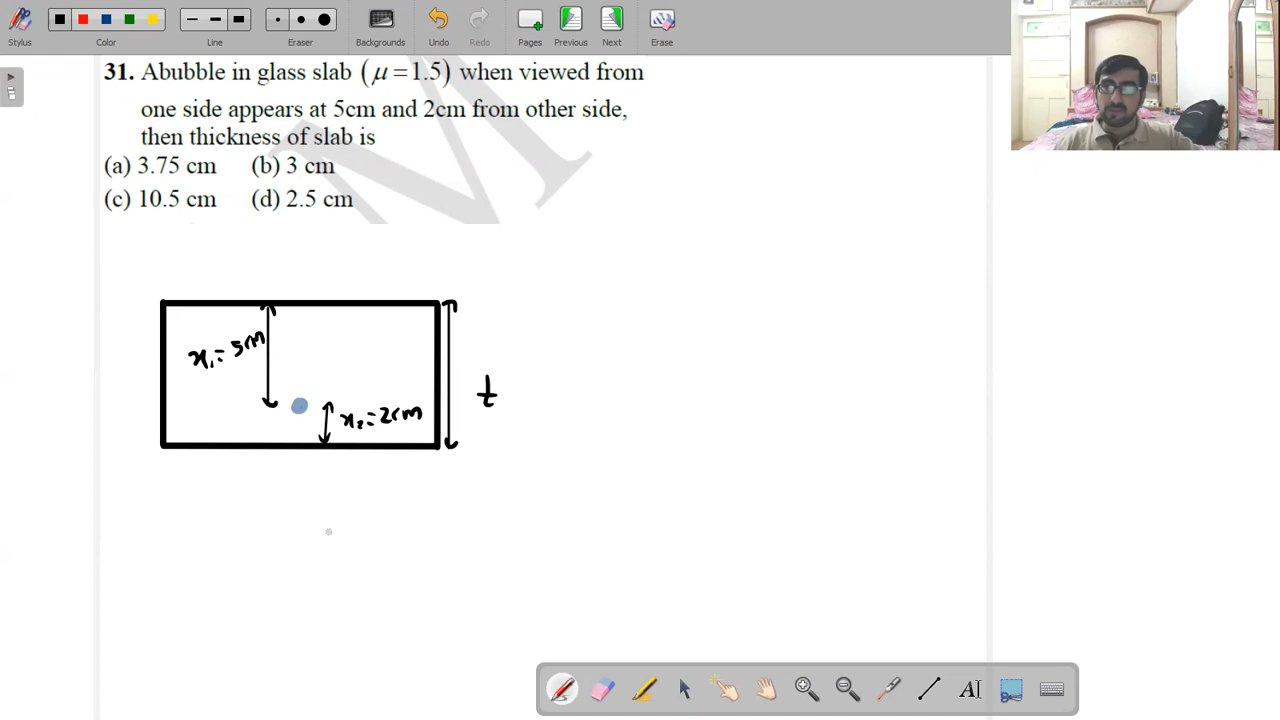 Stylus
Color
Line
Eraser
Backgrounds
Undo
Redo
Pages
Previous
Next
Erase
31. Abubble in glass slab (μ=1.5) when viewed from
one side appears at 5cm and 2cm from other side,
then thickness of slab is
(a) 3.75 cm (b) 3 cm
(c) 10.5 cm (d) 2.5 cm
x₁= 5cm
x₂=2cm
t
M
AI